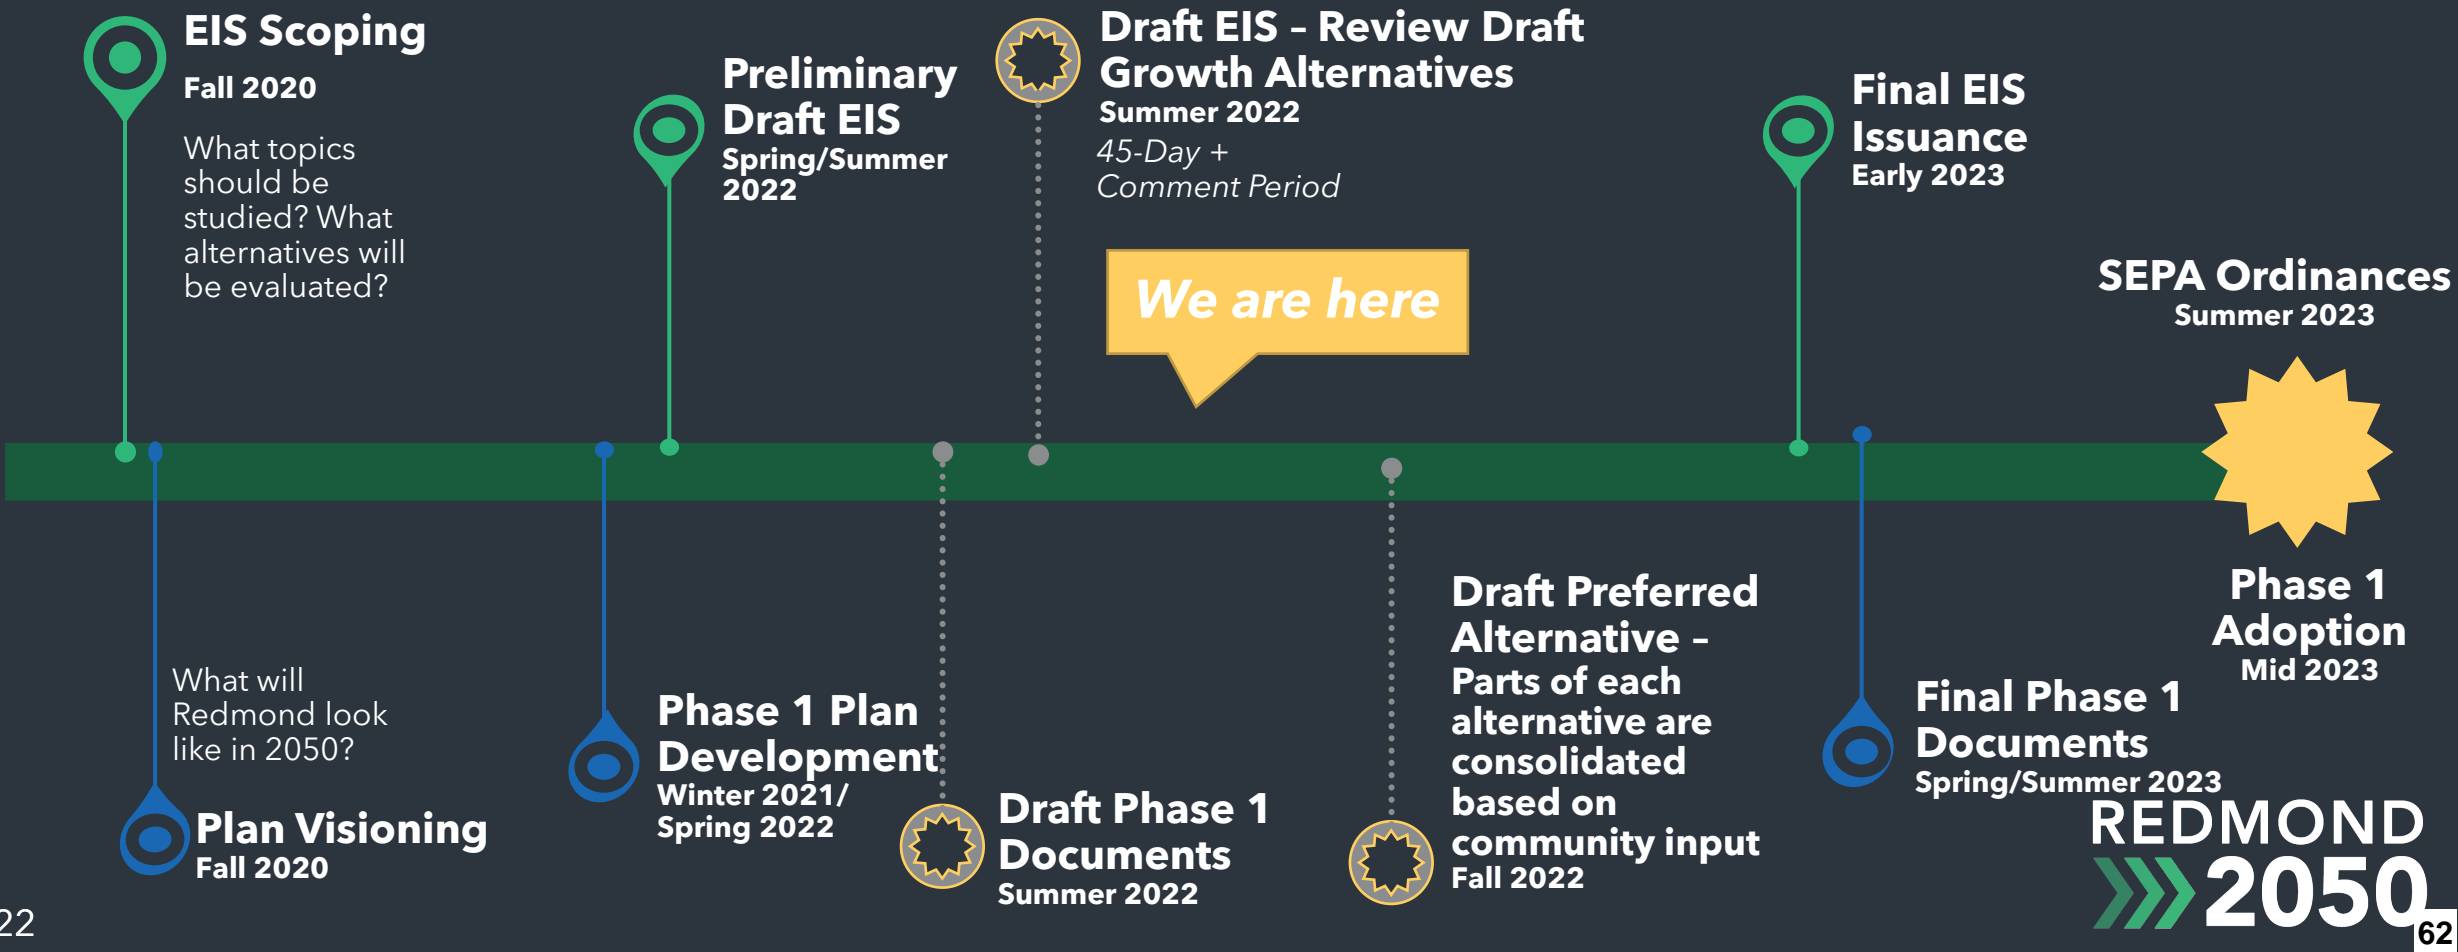 EIS Scoping
Fall 2020
What topics
should be
studied? What
alternatives will
be evaluated?
Preliminary
Draft EIS
Spring/Summer
2022
Draft EIS – Review Draft
Growth Alternatives
Summer 2022
45-Day +
Comment Period
We are here
Final EIS
Issuance
Early 2023
SEPA Ordinances
Summer 2023
What will
Redmond look
like in 2050?
Plan Visioning
Fall 2020
Phase 1 Plan
Development
Winter 2021/
Spring 2022
Draft Phase 1
Documents
Summer 2022
Draft Preferred
Alternative –
Parts of each
alternative are
consolidated
based on
community input
Fall 2022
Final Phase 1
Documents
Spring/Summer 2023
Phase 1
Adoption
Mid 2023
REDMOND
2050
22
62